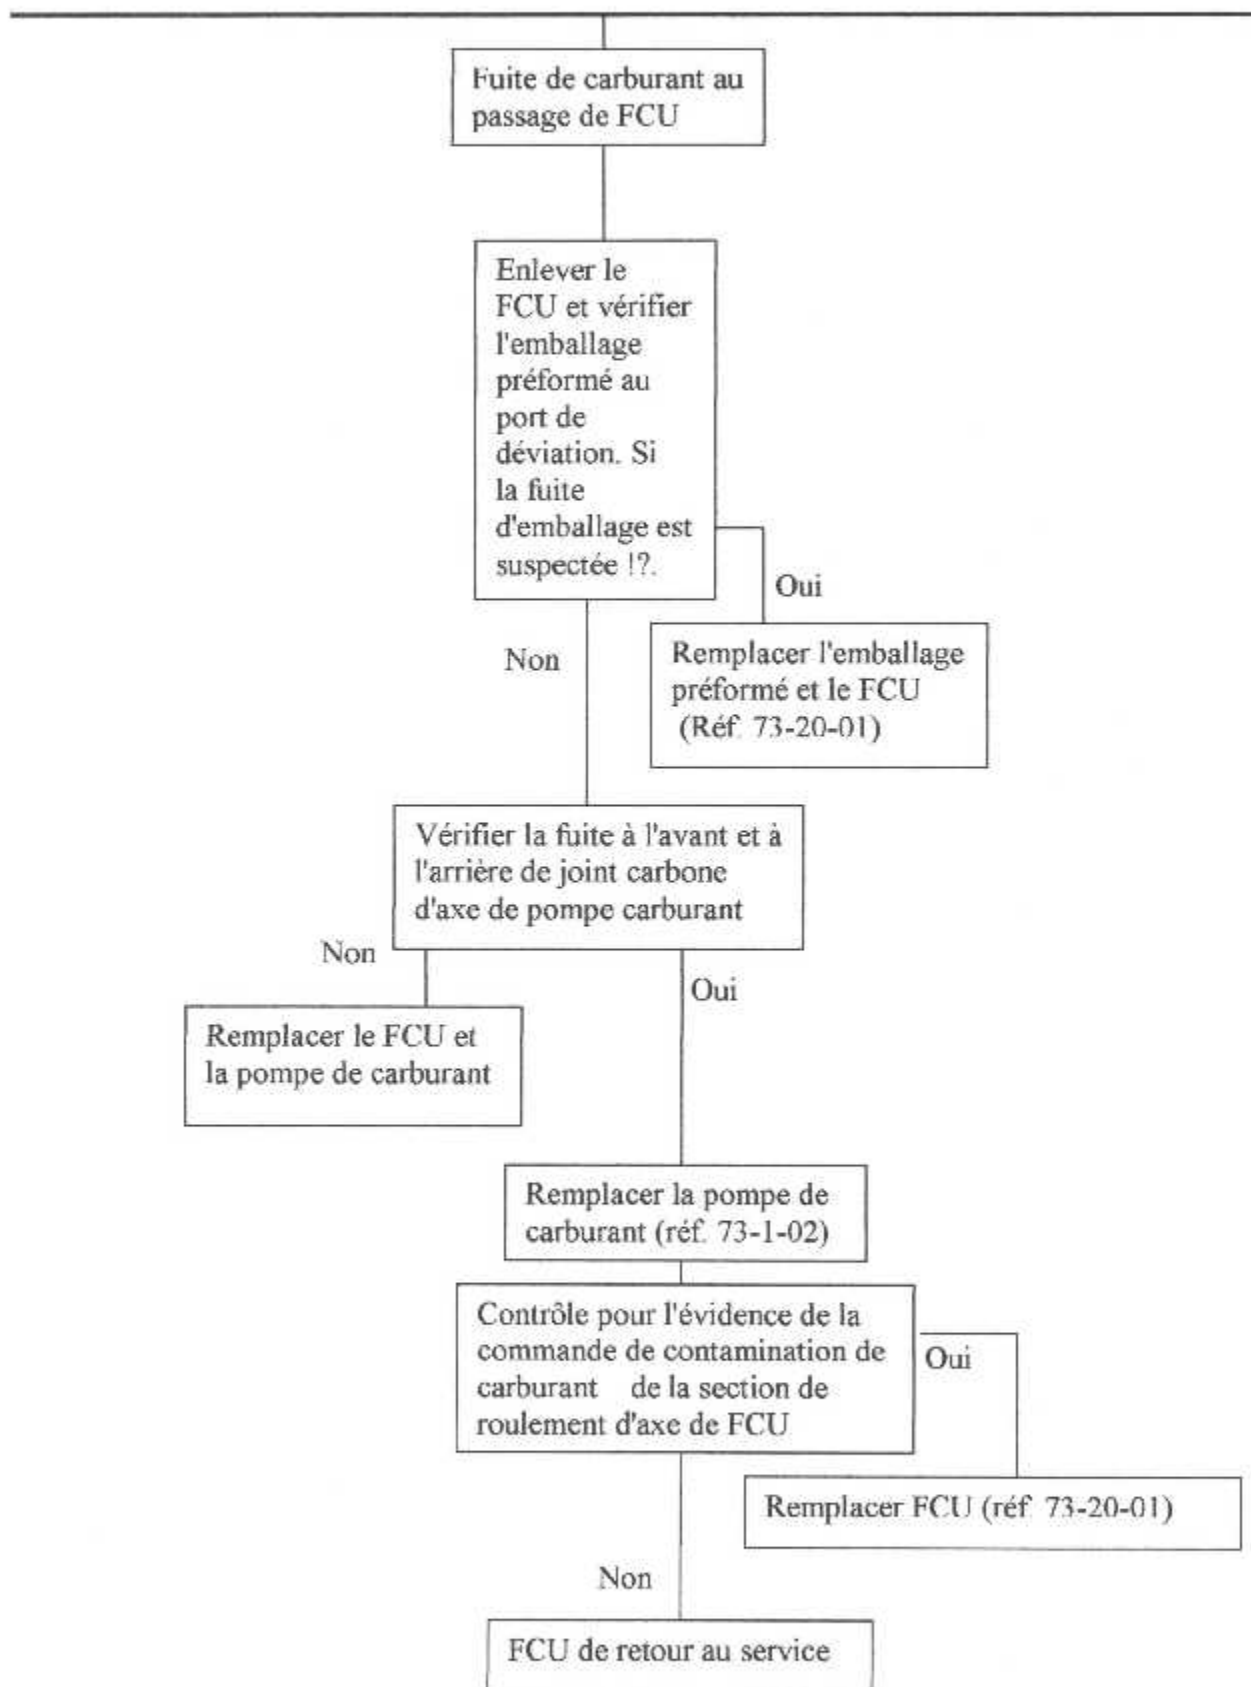 Fuite de carburant au
passage de FCU
Enlever le
FCU et vérifier
l'emballage
préformé au
port de
déviation. Si
la fuite
d'emballage est
suspectée !?.
Oui
Non
Remplacer l'emballage
préformé et le FCU
(Réf. 73-20-01)
Vérifier la fuite à l'avant et à
l'arrière de joint carbone
d'axe de pompe carburant
Non
Oui
Remplacer le FCU et
la pompe de carburant
Remplacer la pompe de
carburant (réf. 73-1-02)
Contrôle pour l'évidence de la
commande de contamination de
carburant de la section de
roulement d'axe de FCU
Oui
Remplacer FCU (réf. 73-20-01)
Non
FCU de retour au service